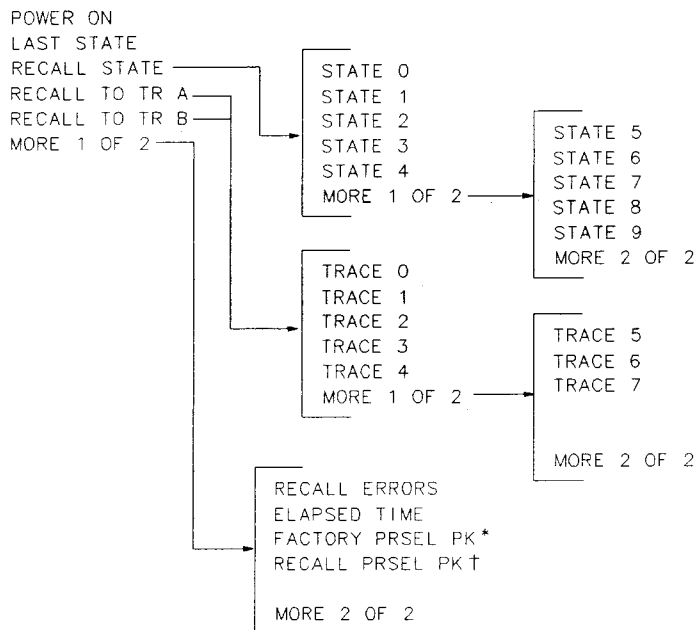 POWER ON
LAST STATE
RECALL STATE
RECALL TO TR A
RECALL TO TR B
MORE 1 OF 2
STATE 0
STATE 1
STATE 2
STATE 3
STATE 4
MORE 1 OF 2
STATE 5
STATE 6
STATE 7
STATE 8
STATE 9
MORE 2 OF 2
TRACE 0
TRACE 1
TRACE 2
TRACE 3
TRACE 4
MORE 1 OF 2
TRACE 5
TRACE 6
TRACE 7
MORE 2 OF 2
RECALL ERRORS
ELAPSED TIME
FACTORY PRSEL PK*
RECALL PRSEL PK†
MORE 2 OF 2